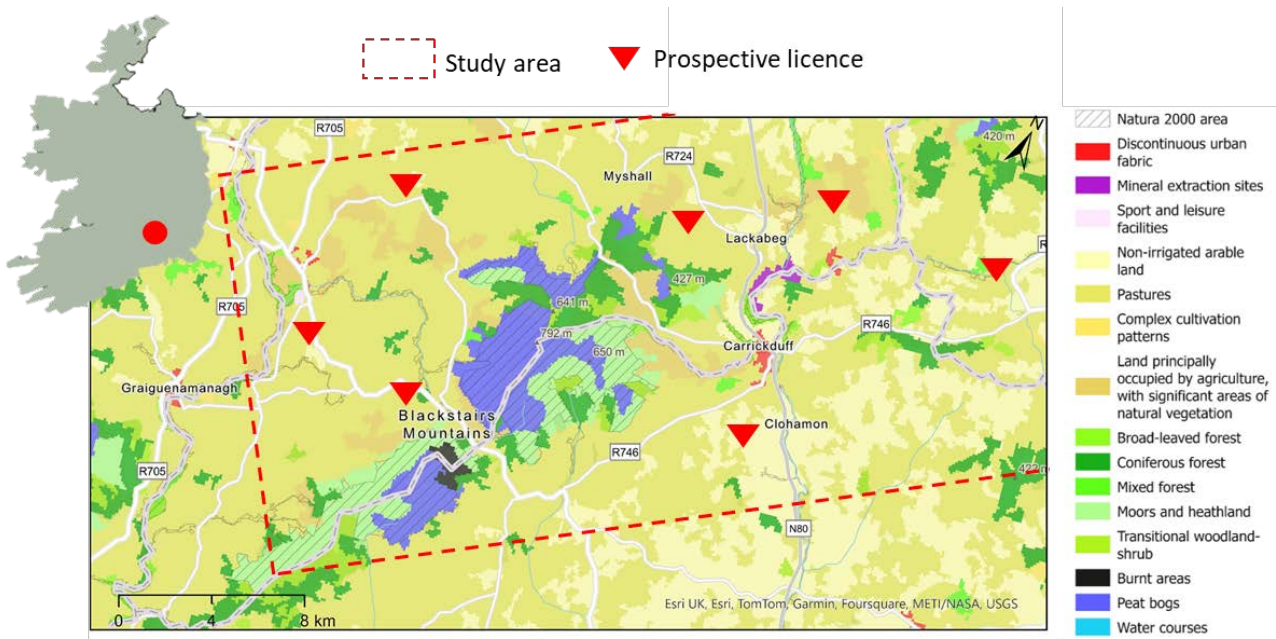 Study area
Prospective licence
N
R705
420 m
R724
Myshall
Lackabeg
427 m
R705
641 m
792 m
650 m
R746
Carrickduff
Graiguenamanagh
Blackstairs
Mountains
Clohamon
R746
R705
N80
0 4 8 km
Esri UK, Esri, TomTom, Garmin, Foursquare, METI/NASA, USGS
Natura 2000 area
Discontinuous urban
fabric
Mineral extraction sites
Sport and leisure
facilities
Non-irrigated arable
land
Pastures
Complex cultivation
patterns
Land principally
occupied by agriculture,
with significant areas of
natural vegetation
Broad-leaved forest
Coniferous forest
Mixed forest
Moors and heathland
Transitional woodland-
shrub
Burnt areas
Peat bogs
Water courses